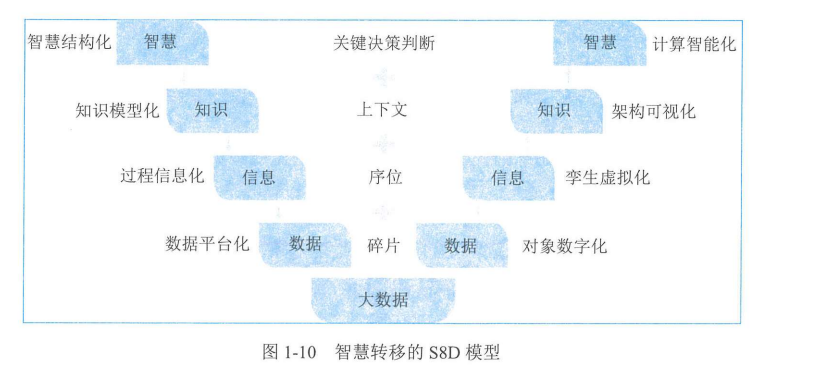 智慧结构化 智慧 关键决策判断 智慧 计算智能化
知识模型化 知识 上下文 知识 架构可视化
过程信息化 信息 序位 信息 孪生虚拟化
数据平台化 数据 碎片 数据 对象数字化
大数据
图 1-10 智慧转移的 S8D 模型